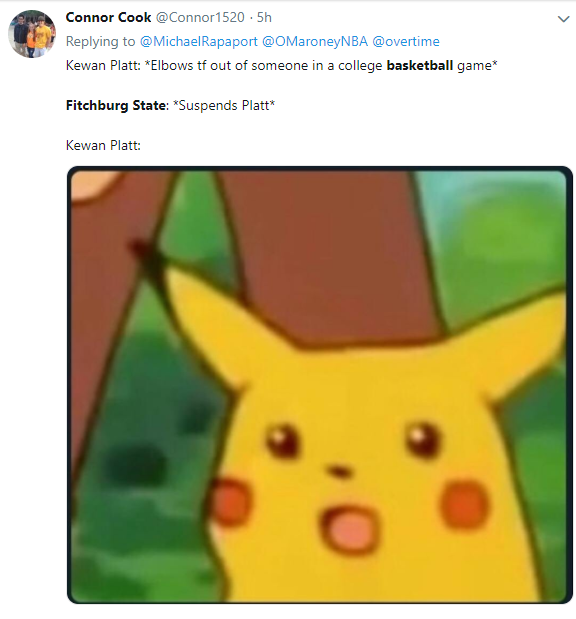 Connor Cook @Connor1520 · 5h
Replying to @MichaelRapaport @OMaroneyNBA @overtime
Kewan Platt: *Elbows tf out of someone in a college basketball game*
Fitchburg State: *Suspends Platt*
Kewan Platt: